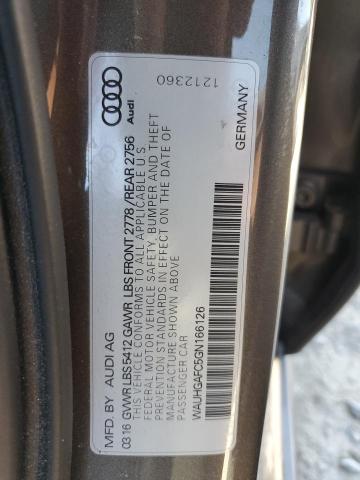 MFD. BY AUDI AG
03 16 GVWR LBS 5412 GAWR LBS FRONT 2778 / REAR 2756
THIS VEHICLE CONFORMS TO ALL APPLICABLE U.S.
FEDERAL MOTOR VEHICLE SAFETY, BUMPER AND THEFT
PREVENTION STANDARDS IN EFFECT ON THE DATE OF
MANUFACTURE SHOWN ABOVE
PASSENGER CAR
WAUHGAFC5GN166126
Audi
1212360
GERMANY